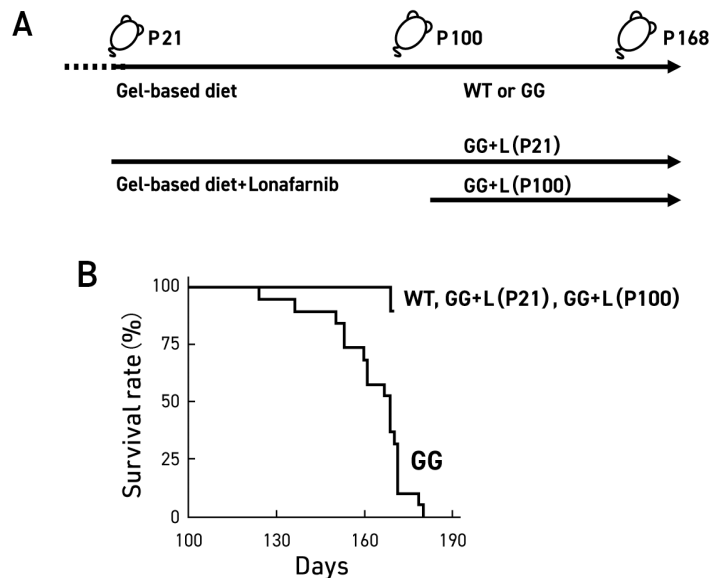 A
P21
P100
P168
Gel-based diet
WT or GG
GG+L(P21)
Gel-based diet+Lonafarnib
GG+L(P100)
B
Survival rate (%)
100
75
50
25
0
WT, GG+L(P21), GG+L(P100)
GG
100
130
160
190
Days